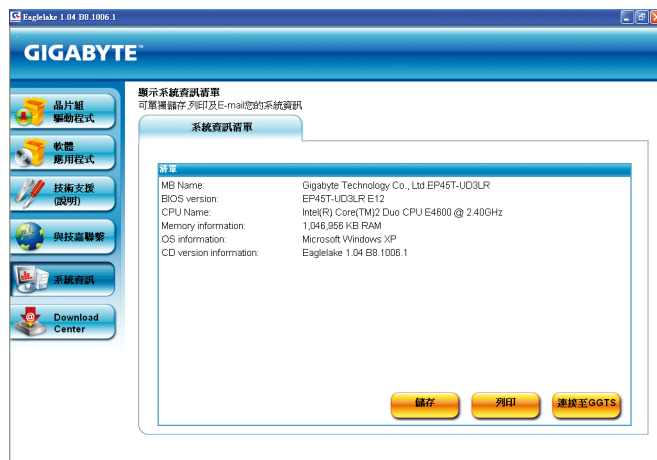 Eaglelake 1.04 B8.1006.1
GIGABYTE™
晶片組
驅動程式
軟體
應用程式
技術支援
(說明)
與技嘉聯繫
系統資訊
Download
Center
顯示系統資訊清單
可單獨儲存,列印及E-mail您的系統資訊
系統資訊清單
清單
MB Name: Gigabyte Technology Co., Ltd.EP45T-UD3LR
BIOS version: EP45T-UD3LR E12
CPU Name: Intel(R) Core(TM)2 Duo CPU E4600 @ 2.40GHz
Memory information: 1,046,956 KB RAM
OS information: Microsoft Windows XP
CD version information: Eaglelake 1.04 B8.1006.1
儲存
列印
連接至GGTS